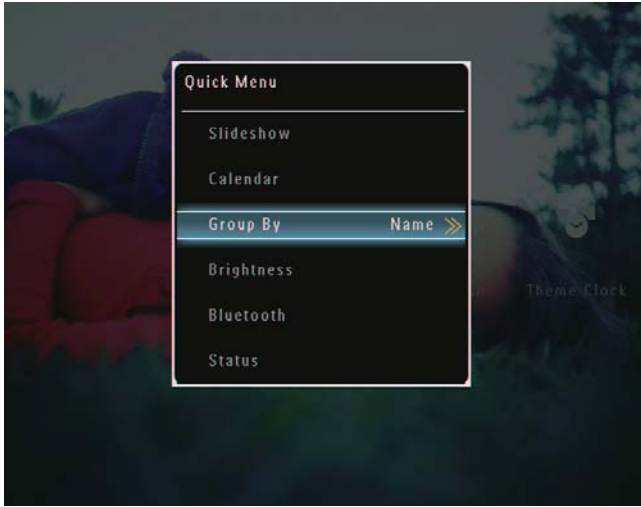 Quick Menu
Slideshow
Calendar
Group By Name
Brightness
Bluetooth
Status
Theme Clock